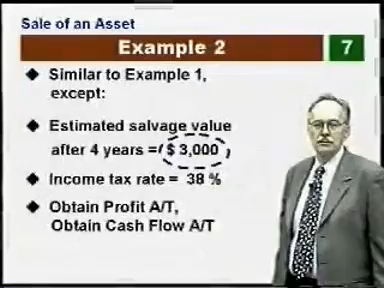 Sale of an Asset
Example 2
7
◆ Similar to Example 1,
except:
◆ Estimated salvage value
after 4 years = ($ 3,000 )
◆ Income tax rate = 38 %
◆ Obtain Profit A/T,
Obtain Cash Flow A/T